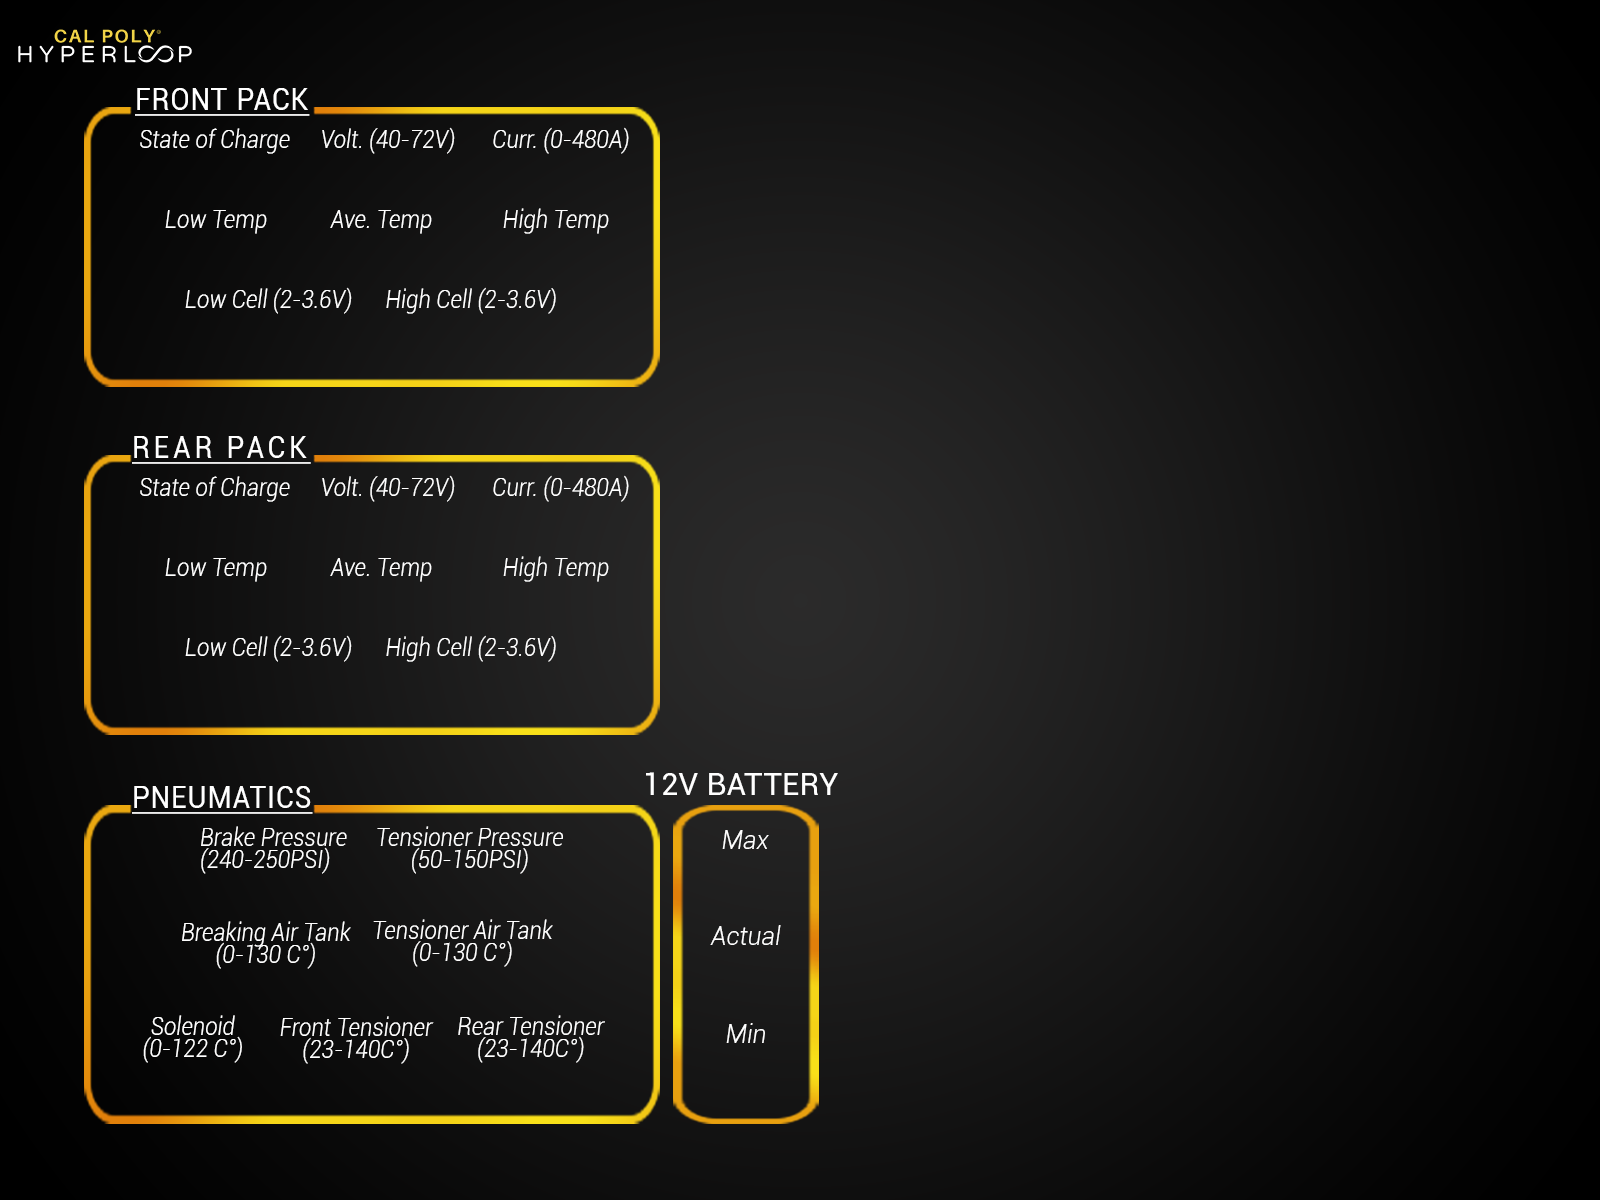 CAL POLY®
HYPERLOOP
FRONT PACK
State of Charge Volt. (40-72V) Curr. (0-480A)
Low Temp Ave. Temp High Temp
Low Cell (2-3.6V) High Cell (2-3.6V)
REAR PACK
State of Charge Volt. (40-72V) Curr. (0-480A)
Low Temp Ave. Temp High Temp
Low Cell (2-3.6V) High Cell (2-3.6V)
PNEUMATICS
Brake Pressure Tensioner Pressure
(240-250PSI) (50-150PSI)
Breaking Air Tank Tensioner Air Tank
(0-130 C°) (0-130 C°)
Solenoid Front Tensioner Rear Tensioner
(0-122 C°) (23-140C°) (23-140C°)
12V BATTERY
Max
Actual
Min